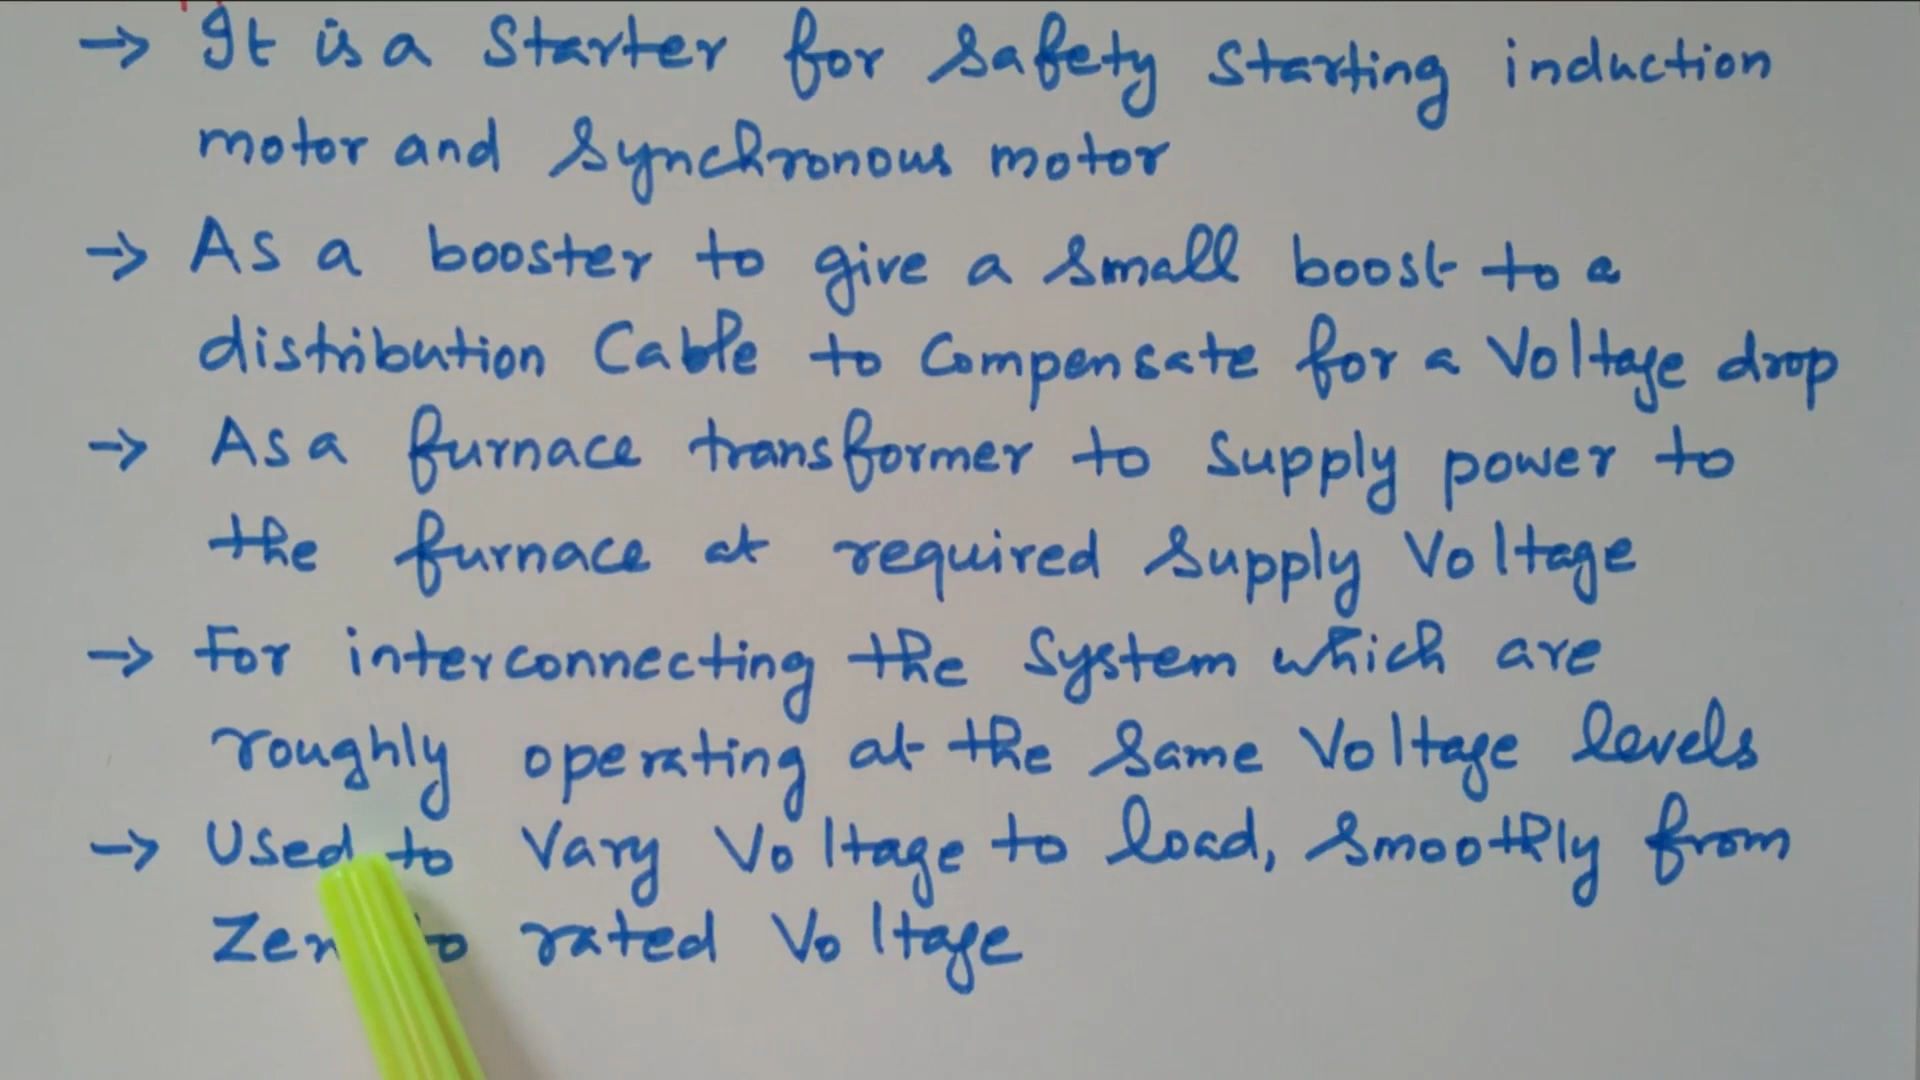 → It is a Starter for Safety Starting induction
motor and Synchronous motor
→ As a booster to give a small boost to a
distribution Cable to Compensate for a Voltage drop
→ As a furnace transformer to Supply power to
the furnace at required Supply Voltage
→ For interconnecting the System which are
roughly operating at the Same Voltage levels
→ Used to Vary Voltage to load, Smoothly from
to rated Voltage